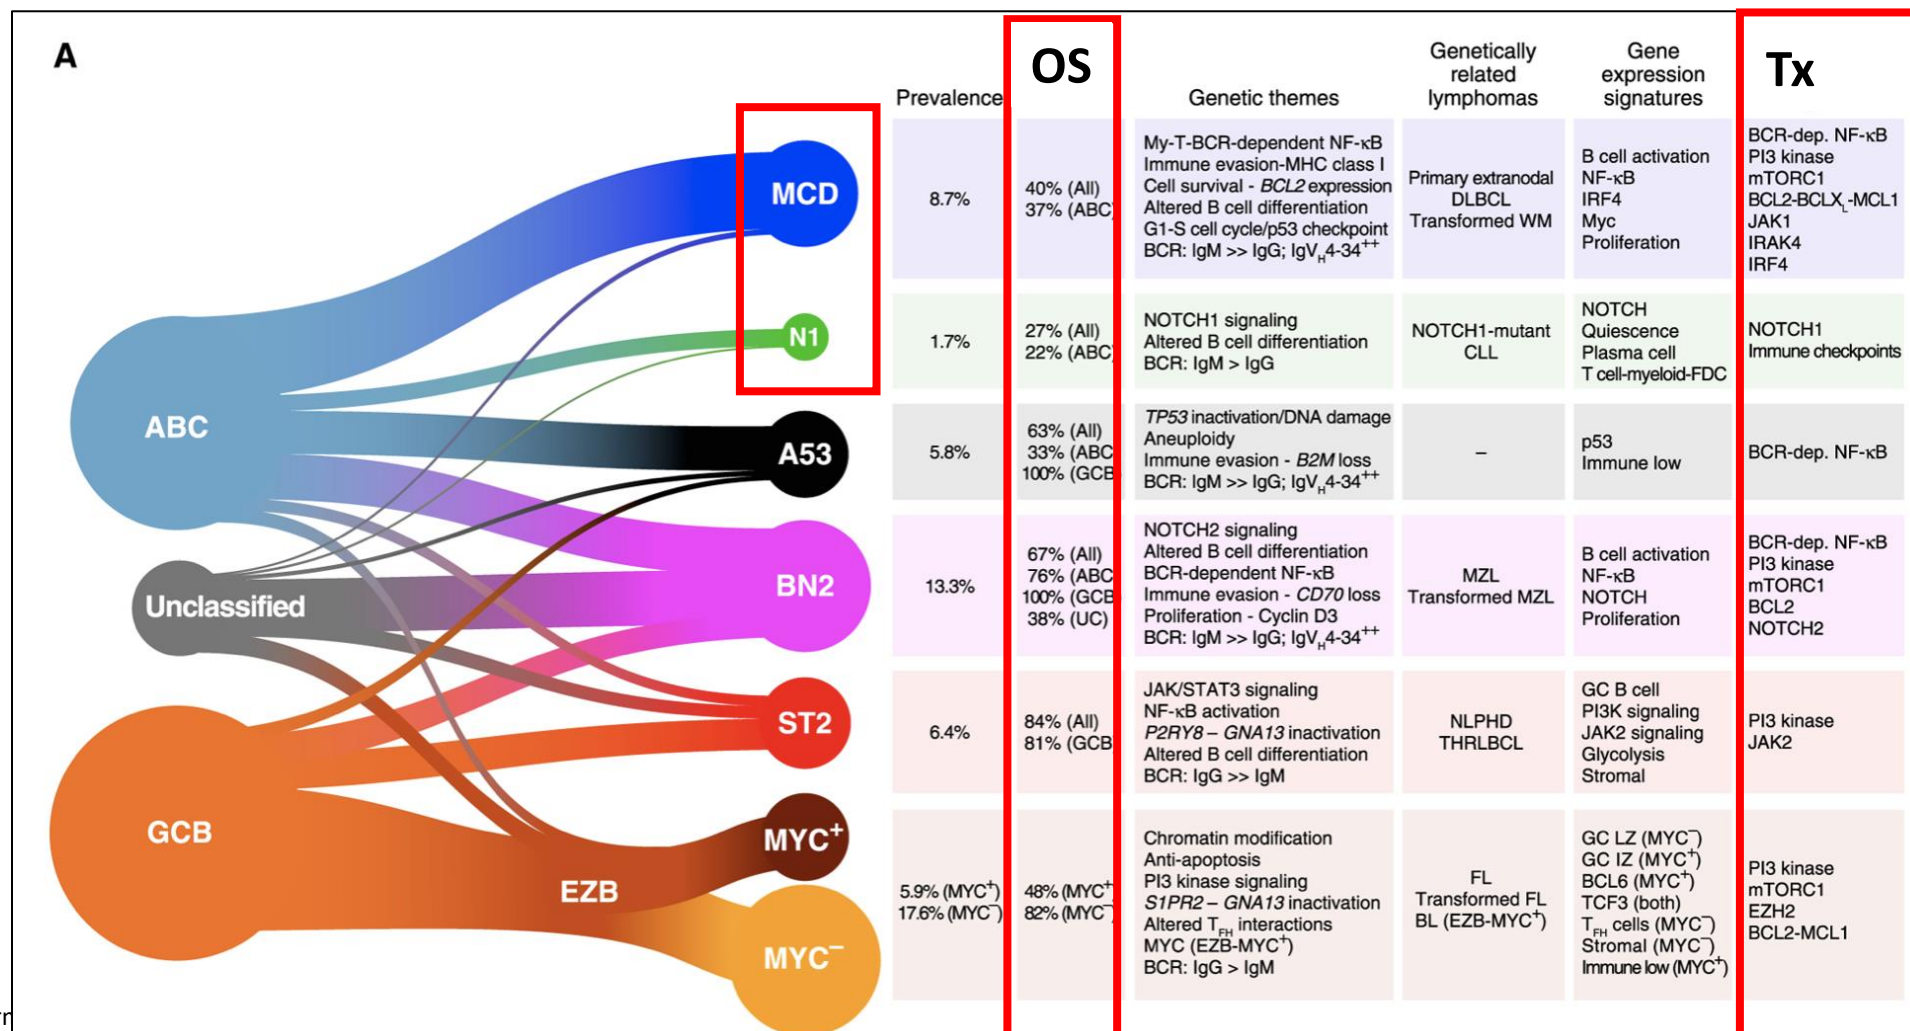 A
OS
Tx
Prevalence
Genetic themes
Genetically
related
lymphomas
Gene
expression
signatures
ABC
Unclassified
GCB
EZB
MCD
8.7%
40% (All)
37% (ABC)
My-T-BCR-dependent NF-κB
Immune evasion-MHC class I
Cell survival - BCL2 expression
Altered B cell differentiation
G1-S cell cycle/p53 checkpoint
BCR: IgM >> IgG; IgVH4-34++
Primary extranodal
DLBCL
Transformed WM
B cell activation
NF-κB
IRF4
Myc
Proliferation
BCR-dep. NF-κB
PI3 kinase
mTORC1
BCL2-BCLXL-MCL1
JAK1
IRAK4
IRF4
N1
1.7%
27% (All)
22% (ABC)
NOTCH1 signaling
Altered B cell differentiation
BCR: IgM > IgG
NOTCH1-mutant
CLL
NOTCH
Quiescence
Plasma cell
T cell-myeloid-FDC
NOTCH1
Immune checkpoints
A53
5.8%
63% (All)
33% (ABC
100% (GCB
TP53 inactivation/DNA damage
Aneuploidy
Immune evasion - B2M loss
BCR: IgM >> IgG; IgVH4-34++
–
p53
Immune low
BCR-dep. NF-κB
BN2
13.3%
67% (All)
76% (ABC
100% (GCB
38% (UC)
NOTCH2 signaling
Altered B cell differentiation
BCR-dependent NF-κB
Immune evasion - CD70 loss
Proliferation - Cyclin D3
BCR: IgM >> IgG; IgVH4-34++
MZL
Transformed MZL
B cell activation
NF-κB
NOTCH
Proliferation
BCR-dep. NF-κB
PI3 kinase
mTORC1
BCL2
NOTCH2
ST2
6.4%
84% (All)
81% (GCB
JAK/STAT3 signaling
NF-κB activation
P2RY8 – GNA13 inactivation
Altered B cell differentiation
BCR: IgG >> IgM
NLPHD
THRLBCL
GC B cell
PI3K signaling
JAK2 signaling
Glycolysis
Stromal
PI3 kinase
JAK2
MYC+
MYC–
5.9% (MYC+)
17.6% (MYC–)
48% (MYC+
82% (MYC–
Chromatin modification
Anti-apoptosis
PI3 kinase signaling
S1PR2 – GNA13 inactivation
Altered TFH interactions
MYC (EZB-MYC+)
BCR: IgG > IgM
FL
Transformed FL
BL (EZB-MYC+)
GC LZ (MYC–)
GC IZ (MYC+)
BCL6 (MYC+)
TCF3 (both)
TFH cells (MYC–)
Stromal (MYC–)
Immune low (MYC+)
PI3 kinase
mTORC1
EZH2
BCL2-MCL1